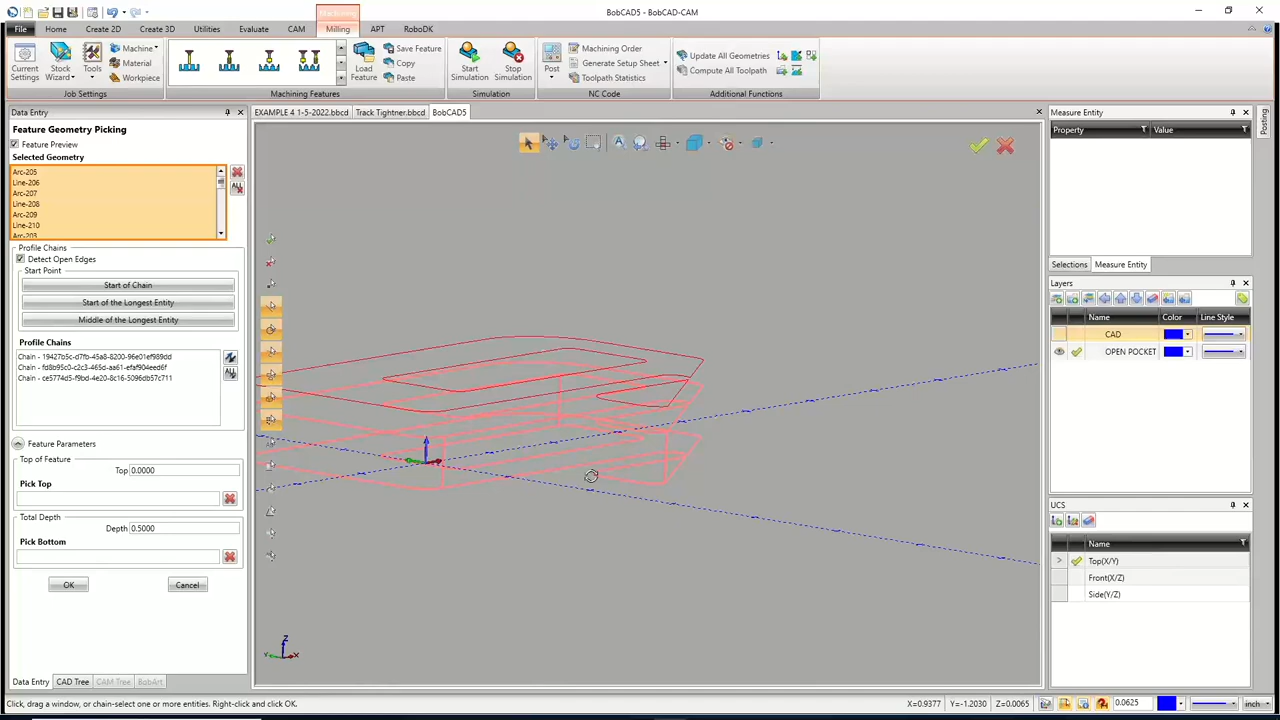 BobCAD5 - BobCAD-CAM
Machining
File Home Create 2D Create 3D Utilities Evaluate CAM Milling APT RoboDK
Current Settings
Stock Wizard
Tools
Machine
Material
Workpiece
Load Feature
Save Feature
Copy
Paste
Start Simulation
Stop Simulation
Post
Machining Order
Generate Setup Sheet
Toolpath Statistics
Update All Geometries
Compute All Toolpath
Job Settings
Machining Features
Simulation
NC Code
Additional Functions
Data Entry
EXAMPLE 4 1-5-2022.bbcd Track Tightner.bbcd BobCAD5
Feature Geometry Picking
Feature Preview
Selected Geometry
Arc-205
Line-206
Arc-207
Line-208
Arc-209
Line-210
Arc-203
ALL
Profile Chains
Detect Open Edges
Start Point
Start of Chain
Start of the Longest Entity
Middle of the Longest Entity
Profile Chains
Chain - 19427b5c-d7fb-45a8-8200-96e01ef989dd
Chain - fd8b95c0-c2c3-465d-aa61-efaf904eed6f
Chain - ce5774d5-f9bd-4e20-8c16-5096db57c711
ALL
Feature Parameters
Top of Feature
Top 0.0000
Pick Top
Total Depth
Depth 0.5000
Pick Bottom
OK Cancel
Data Entry CAD Tree CAM Tree BobArt
Z
Y X
Measure Entity
Property Value
Selections Measure Entity
Layers
Name Color Line Style
CAD
OPEN POCKET
UCS
Name
Top(X/Y)
Front(X/Z)
Side(Y/Z)
Posting
Click, drag a window, or chain-select one or more entities. Right-click and click OK.
X=0.9377 Y=-1.2030 Z=0.0065 0.0625 inch